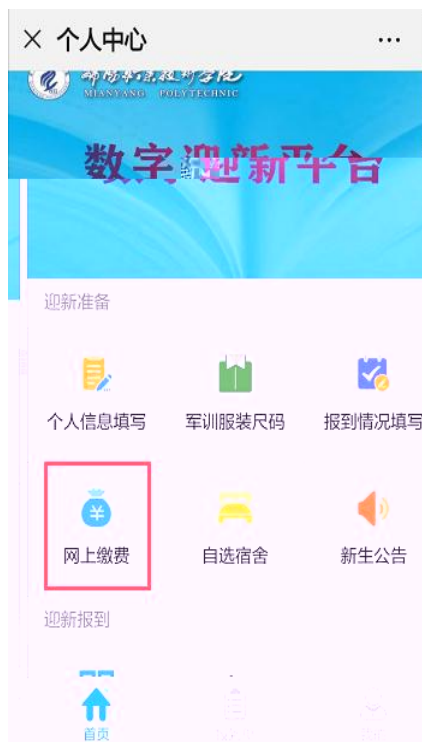 个人中心
MIANYANG POLYTECHNIC
数字迎新平台
迎新准备
个人信息填写 军训服装尺码 报到情况填写
¥
网上缴费 自选宿舍 新生公告
迎新报到
首页